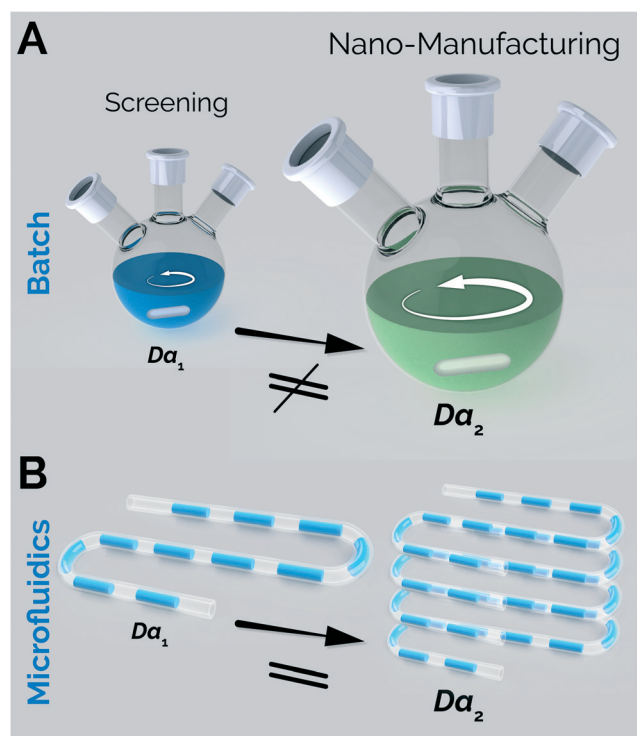 A
Nano-Manufacturing
Screening
Batch
Da₁
≠
Da₂
B
Microfluidics
Da₁
=
Da₂